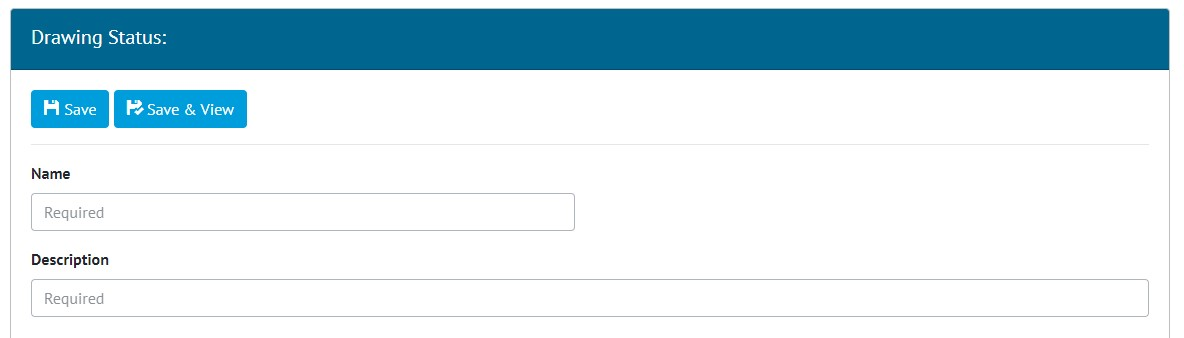 Drawing Status:
Save Save & View
Name
Required
Description
Required